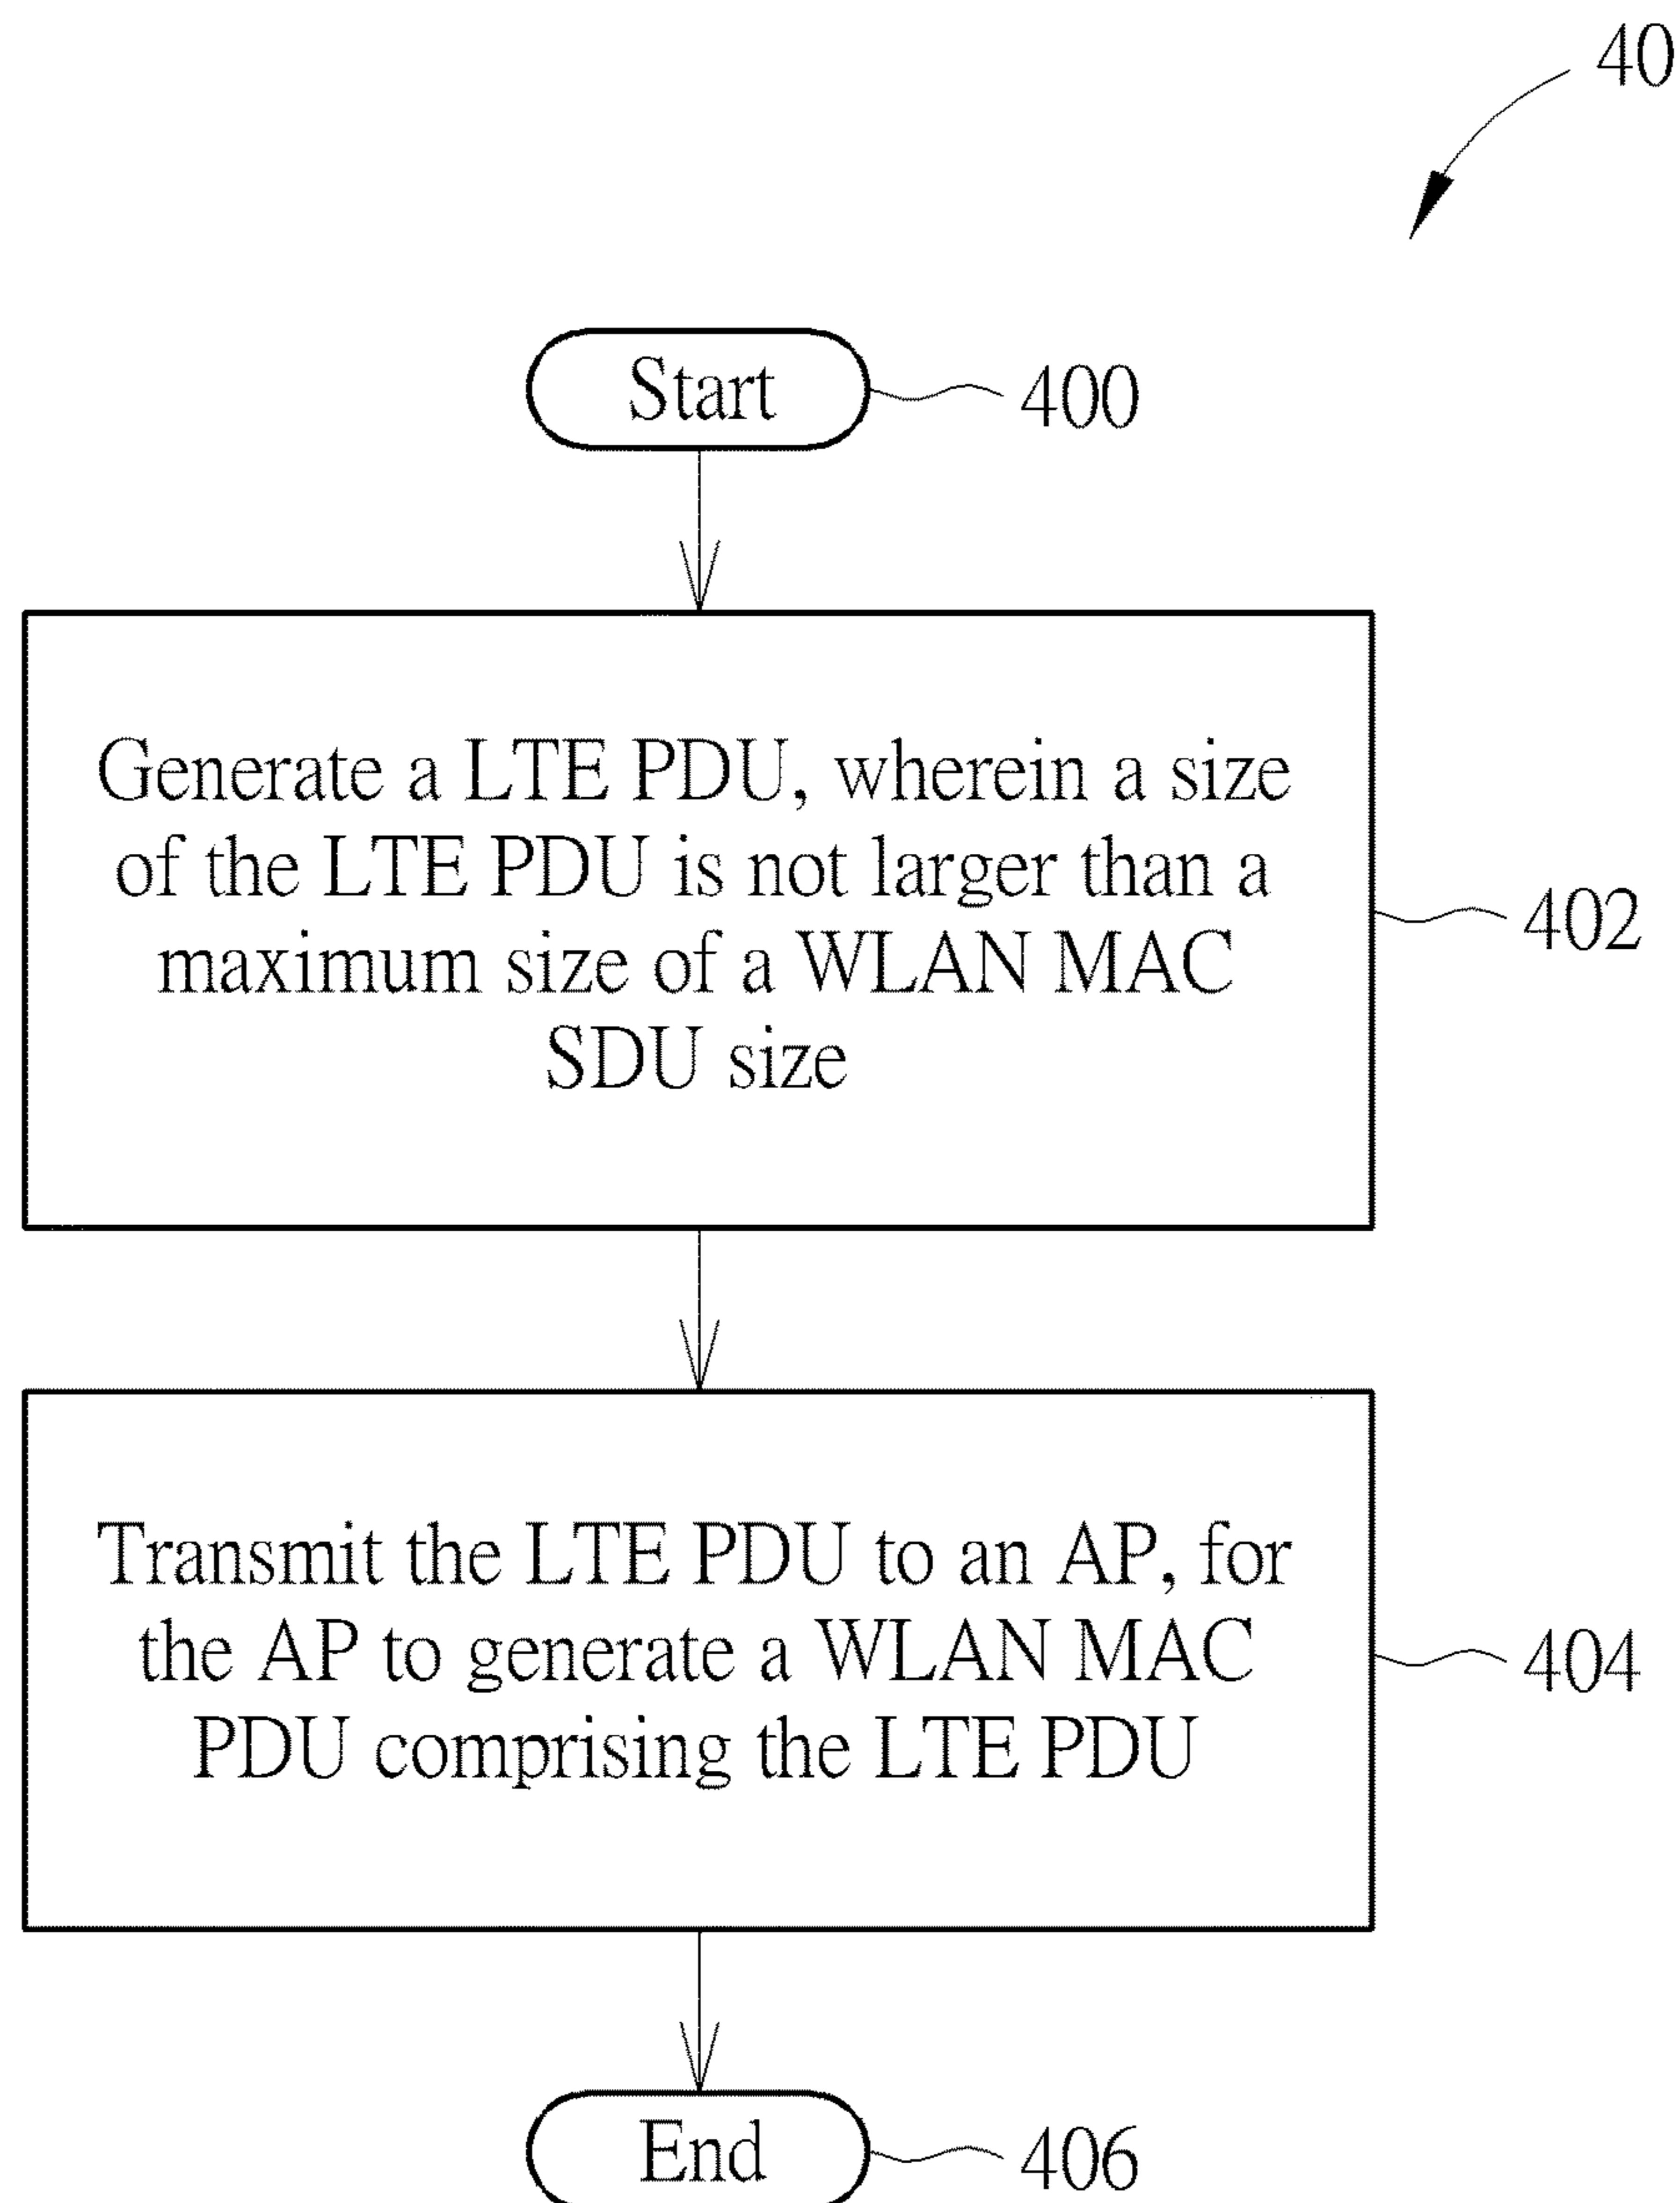 40
Start
400
Generate a LTE PDU, wherein a size
of the LTE PDU is not larger than a
maximum size of a WLAN MAC
SDU size
402
Transmit the LTE PDU to an AP, for
the AP to generate a WLAN MAC
PDU comprising the LTE PDU
404
End
406